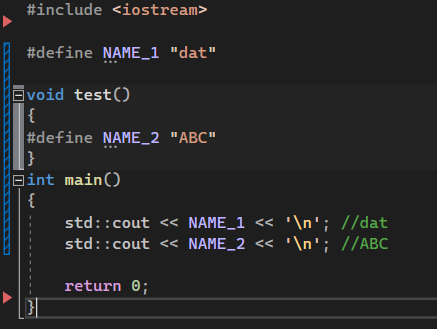 #include <iostream>
#define NAME_1 "dat"
void test()
{
#define NAME_2 "ABC"
}
int main()
{
std::cout << NAME_1 << '\n'; //dat
std::cout << NAME_2 << '\n'; //ABC
return 0;
}